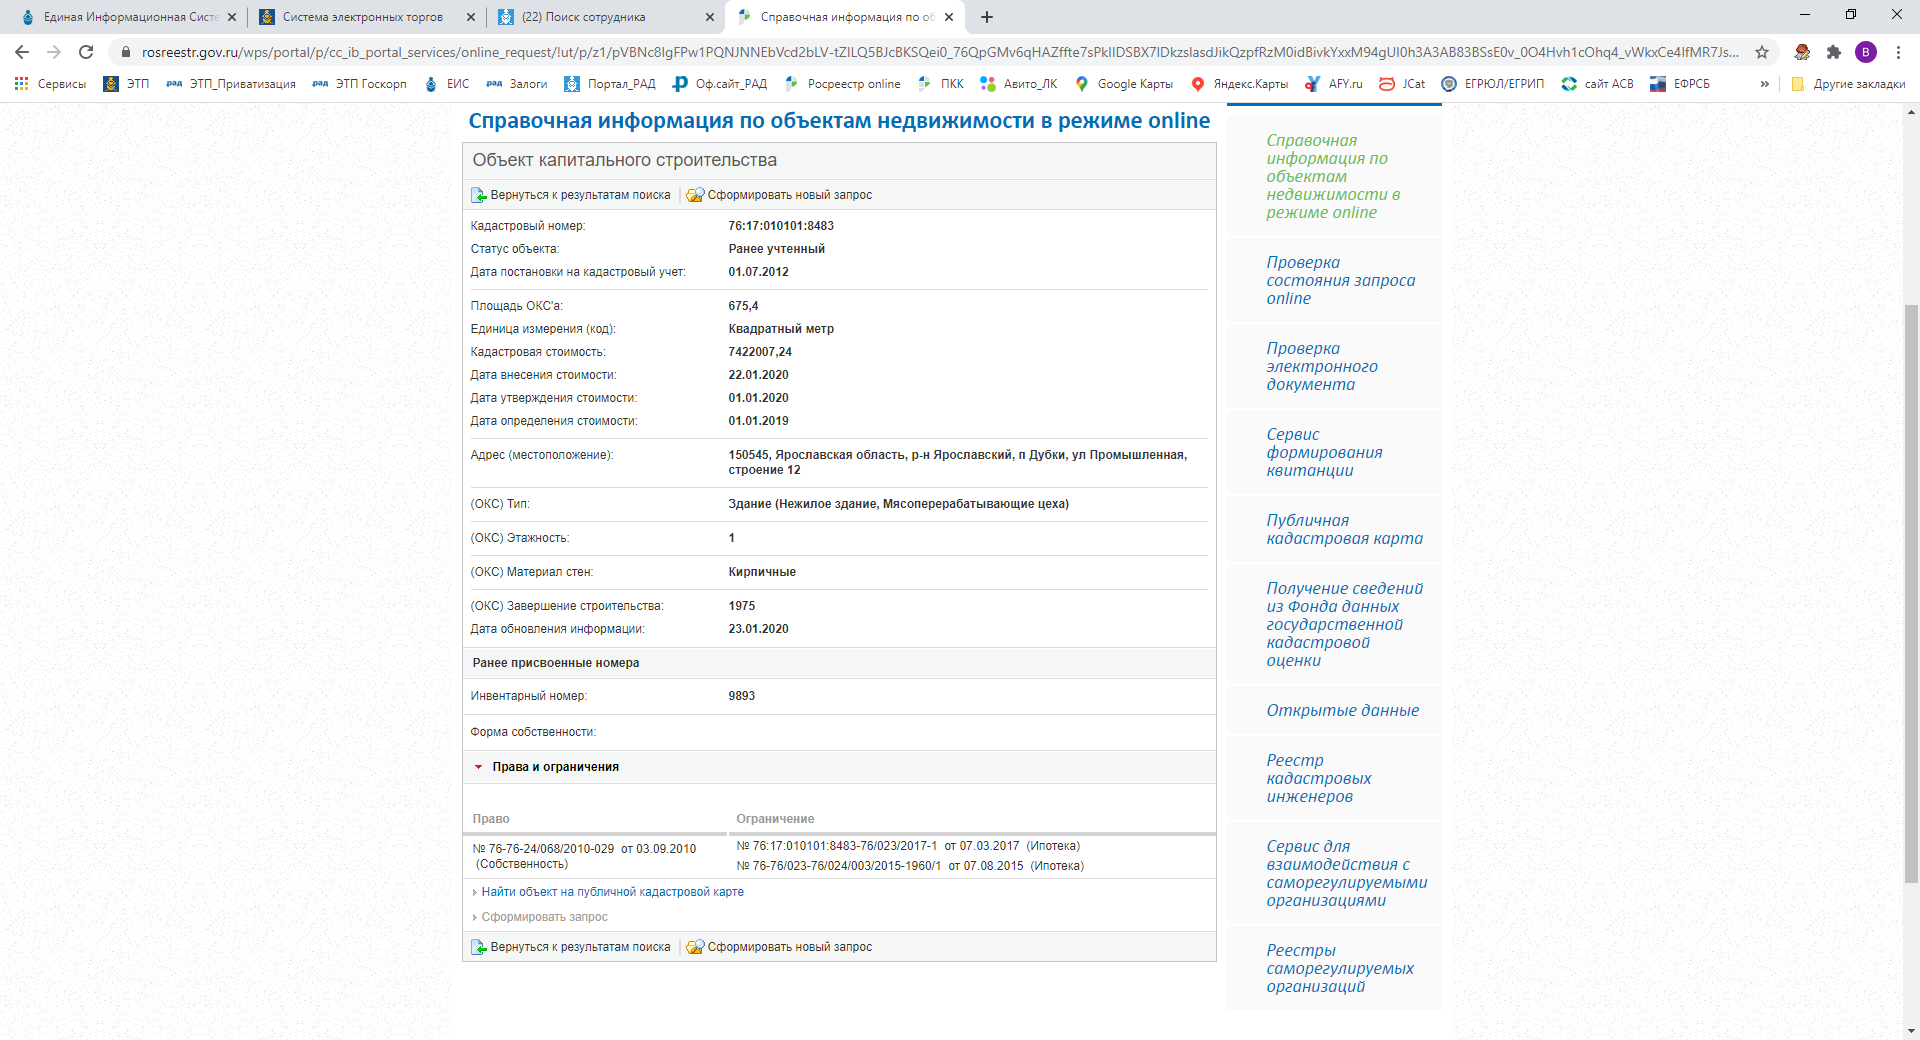 Единая Информационная Систе
Система электронных торгов
(22) Поиск сотрудника
Справочная информация по об
Сервисы
ЭТП
рад ЭТП_Приватизация
рад ЭТП Госкорп
ЕИС
рад Залоги
Портал_РАД
Оф.сайт_РАД
Росреестр online
ПКК
Авито_ЛК
Google Карты
Яндекс.Карты
AFY.ru
JCat
ЕГРЮЛ/ЕГРИП
сайт АСВ
ЕФРСБ
»
Другие закладки
В
Справочная информация по объектам недвижимости в режиме online
Объект капитального строительства
Вернуться к результатам поиска
Сформировать новый запрос
Кадастровый номер: 76:17:010101:8483
Статус объекта: Ранее учтенный
Дата постановки на кадастровый учет: 01.07.2012
Площадь ОКС'а: 675,4
Единица измерения (код): Квадратный метр
Кадастровая стоимость: 7422007,24
Дата внесения стоимости: 22.01.2020
Дата утверждения стоимости: 01.01.2020
Дата определения стоимости: 01.01.2019
Адрес (местоположение): 150545, Ярославская область, р-н Ярославский, п Дубки, ул Промышленная,
строение 12
(ОКС) Тип: Здание (Нежилое здание, Мясоперерабатывающие цеха)
(ОКС) Этажность: 1
(ОКС) Материал стен: Кирпичные
(ОКС) Завершение строительства: 1975
Дата обновления информации: 23.01.2020
Ранее присвоенные номера
Инвентарный номер: 9893
Форма собственности:
Права и ограничения
Право Ограничение
№ 76-76-24/068/2010-029 от 03.09.2010
(Собственность)
№ 76:17:010101:8483-76/023/2017-1 от 07.03.2017 (Ипотека)
№ 76-76/023-76/024/003/2015-1960/1 от 07.08.2015 (Ипотека)
Найти объект на публичной кадастровой карте
Сформировать запрос
Вернуться к результатам поиска
Сформировать новый запрос
Справочная
информация по
объектам
недвижимости в
режиме online
Проверка
состояния запроса
online
Проверка
электронного
документа
Сервис
формирования
квитанции
Публичная
кадастровая карта
Получение сведений
из Фонда данных
государственной
кадастровой
оценки
Открытые данные
Реестр
кадастровых
инженеров
Сервис для
взаимодействия с
саморегулируемыми
организациями
Реестры
саморегулируемых
организаций